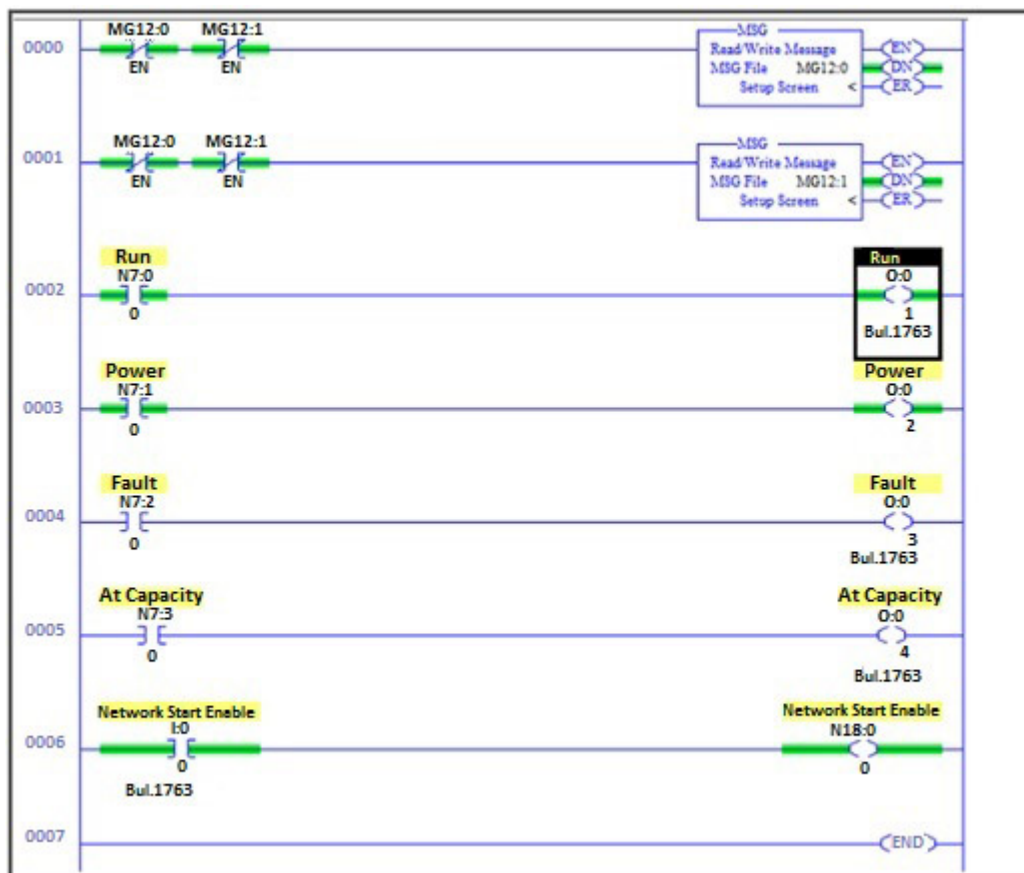 MG12:0 MG12:1
0000
EN EN
MSG
Read/Write Message
MSG File MG12:0
Setup Screen <
(EN)
(DN)
(ER)
MG12:0 MG12:1
0001
EN EN
MSG
Read/Write Message
MSG File MG12:1
Setup Screen <
(EN)
(DN)
(ER)
Run
N7:0
0002
0
Run
O:0
1
Bul.1763
Power
N7:1
0003
0
Power
O:0
2
Fault
N7:2
0004
0
Fault
O:0
3
Bul.1763
At Capacity
N7:3
0005
0
At Capacity
O:0
4
Bul.1763
Network Start Enable
I:0
0006
0
Bul.1763
Network Start Enable
N18:0
0
0007
(END)